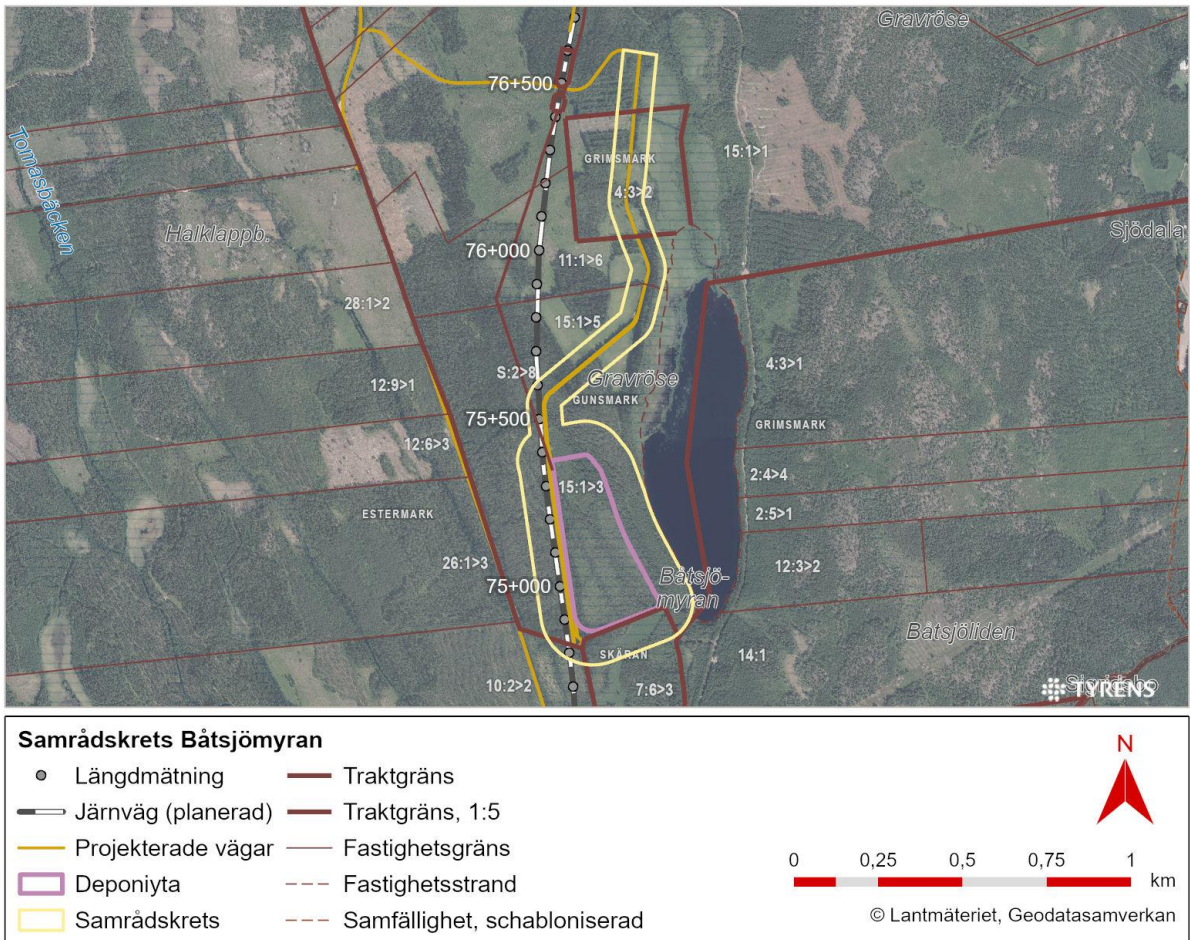 Gravröse
76+500
Tomasbäcken
GRIMSMARK
15:1>1
4:3>2
Hålklappb.
Sjödala
76+000
11:1>6
28:1>2
15:1>5
4:3>1
S:2>8
12:9>1
Gravröse
GUNSMARK
75+500
GRIMSMARK
12:6>3
2:4>4
15:1>3
ESTERMARK
2:5>1
26:1>3
12:3>2
75+000
Båtsjö-
myran
Båtsjöliden
SKÄRAN
14:1
10:2>2
7:6>3
TYRENS
Samrådskrets Båtsjömyran
Längdmätning
Järnväg (planerad)
Projekterade vägar
Deponiyta
Samrådskrets
Traktgräns
Traktgräns, 1:5
Fastighetsgräns
Fastighetsstrand
Samfällighet, schabloniserad
N
0 0,25 0,5 0,75 1
km
© Lantmäteriet, Geodatasamverkan